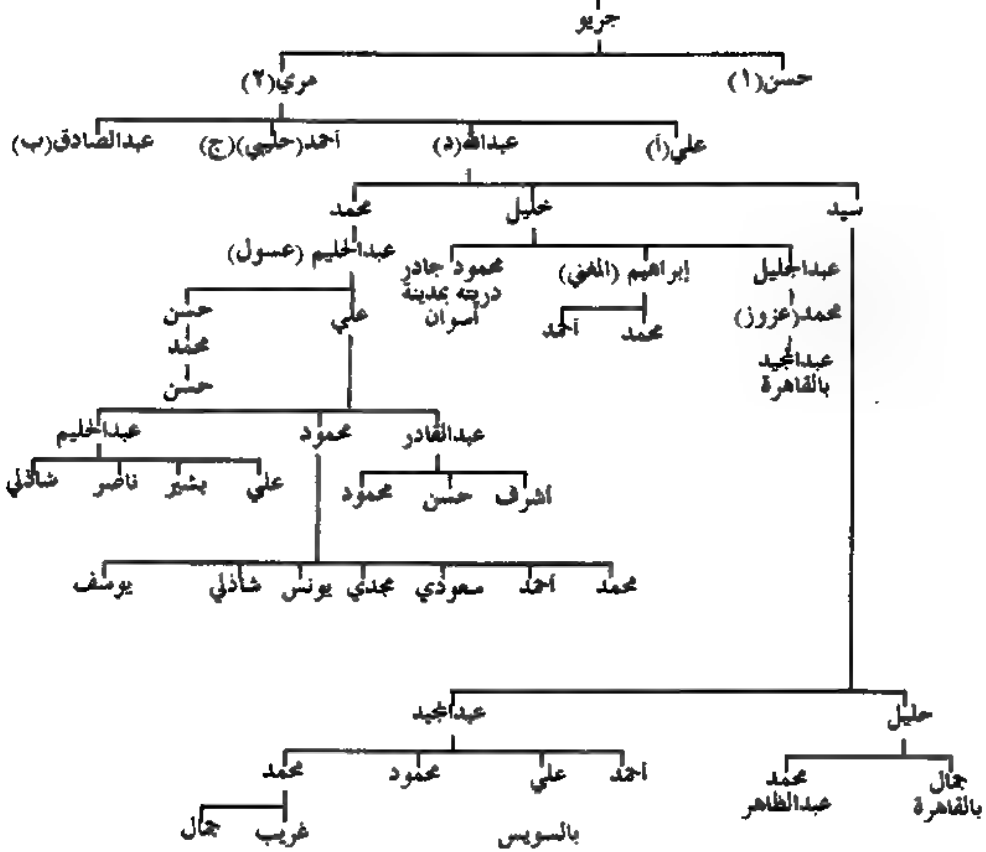 جريو
حسن(١) هري(٢)
علي(أ) عبدالله(د) أحمد(حلبي)(ج) عبدالصادق(ب)
سيد خليل محمد
عبدالجليل إبراهيم (المغني) محمود جادر عبدالحليم (عسول)
دريته بمدينة
أسوان
محمد(عزوز) محمد أحمد علي حسن
عبدالمجيد محمد
بالقاهرة حسن
عبدالقادر محمود عبدالحليم
أشرف حسن محمود علي بشير ناصر شاذلي
محمد أحمد سعودي مجدي يونس شاذلي يوسف
خليل عبدالمجيد
جمال محمد أحمد علي محمود محمد
بالقاهرة عبدالظاهر
بالسويس غريب جمال